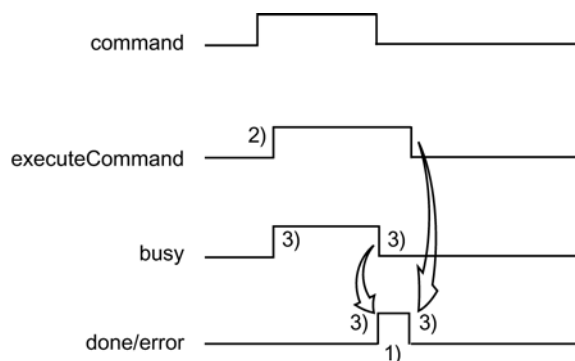 command
2)
executeCommand
3) 3)
busy
3) 3)
done/error
1)